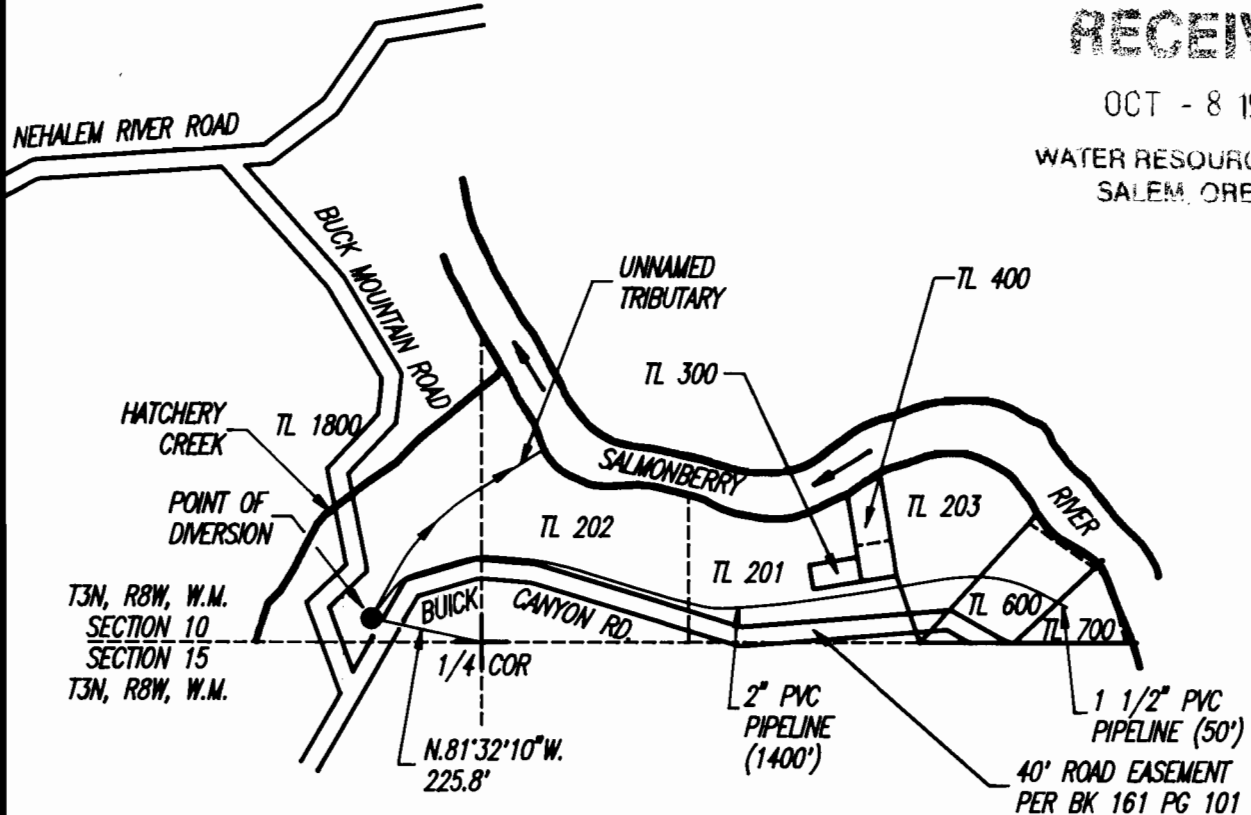 RECEIV
OCT - 8 1
WATER RESOURC
SALEM, ORE
NEHALEM RIVER ROAD
BUCK MOUNTAIN ROAD
UNNAMED
TRIBUTARY
TL 400
TL 300
HATCHERY
CREEK
TL 1800
SALMONBERRY
RIVER
POINT OF
DIVERSION
TL 202
TL 203
TL 201
T3N, R8W, W.M.
SECTION 10
SECTION 15
T3N, R8W, W.M.
BUICK CANYON RD.
TL 600
TL 700
1/4 COR
N.81°32'10"W.
225.8'
2" PVC
PIPELINE
(1400')
1 1/2" PVC
PIPELINE (50')
40' ROAD EASEMENT
PER BK 161 PG 101